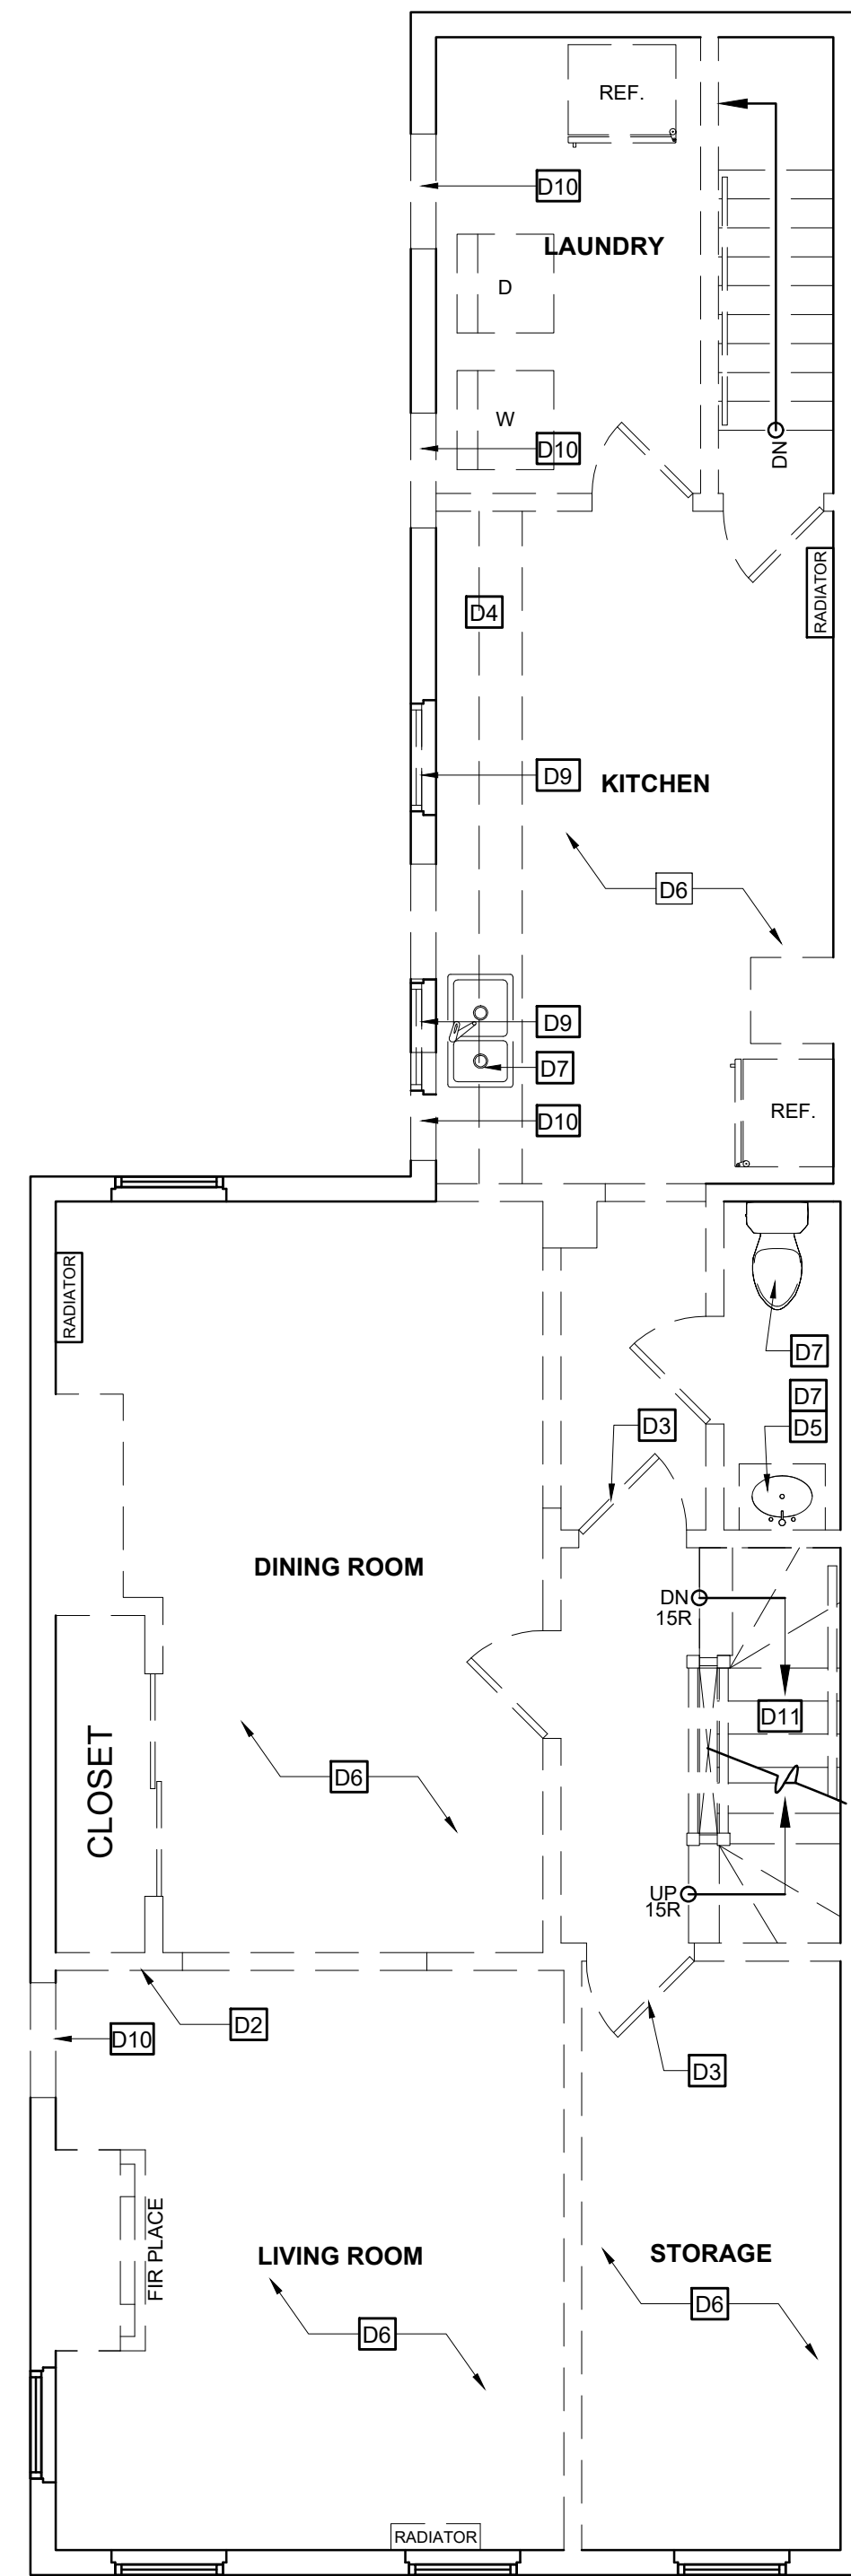 REF.
D10
LAUNDRY
D
W
D10
DN
RADIATOR
D4
D9
KITCHEN
D6
D9
D7
D10
REF.
RADIATOR
D7
D7
D5
D3
DINING ROOM
DN
15R
D11
CLOSET
D6
UP
15R
D2
D10
D3
FIR PLACE
LIVING ROOM
STORAGE
D6
D6
RADIATOR